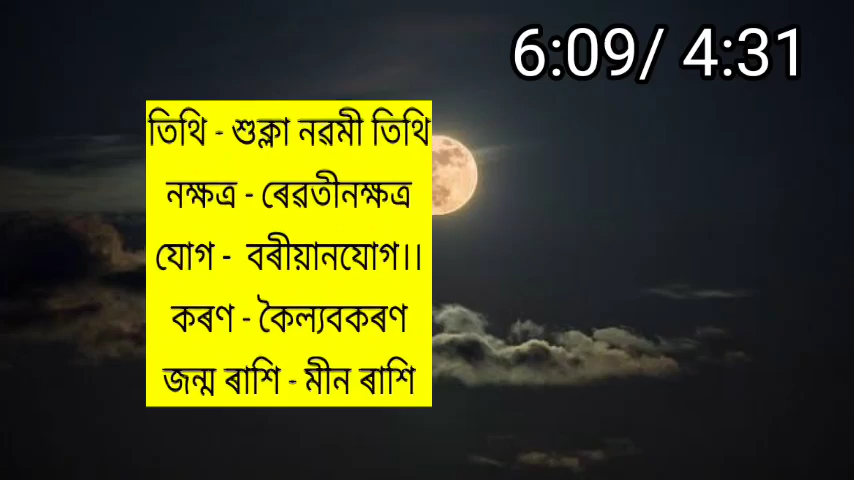 6:09/ 4:31
তিথি - শুক্লা নৱমী তিথি
নক্ষত্ৰ - ৰেৱতীনক্ষত্ৰ
যোগ - বৰীয়ানযোগ।।
কৰণ - কৈল্যবকৰণ
জন্ম ৰাশি - মীন ৰাশি